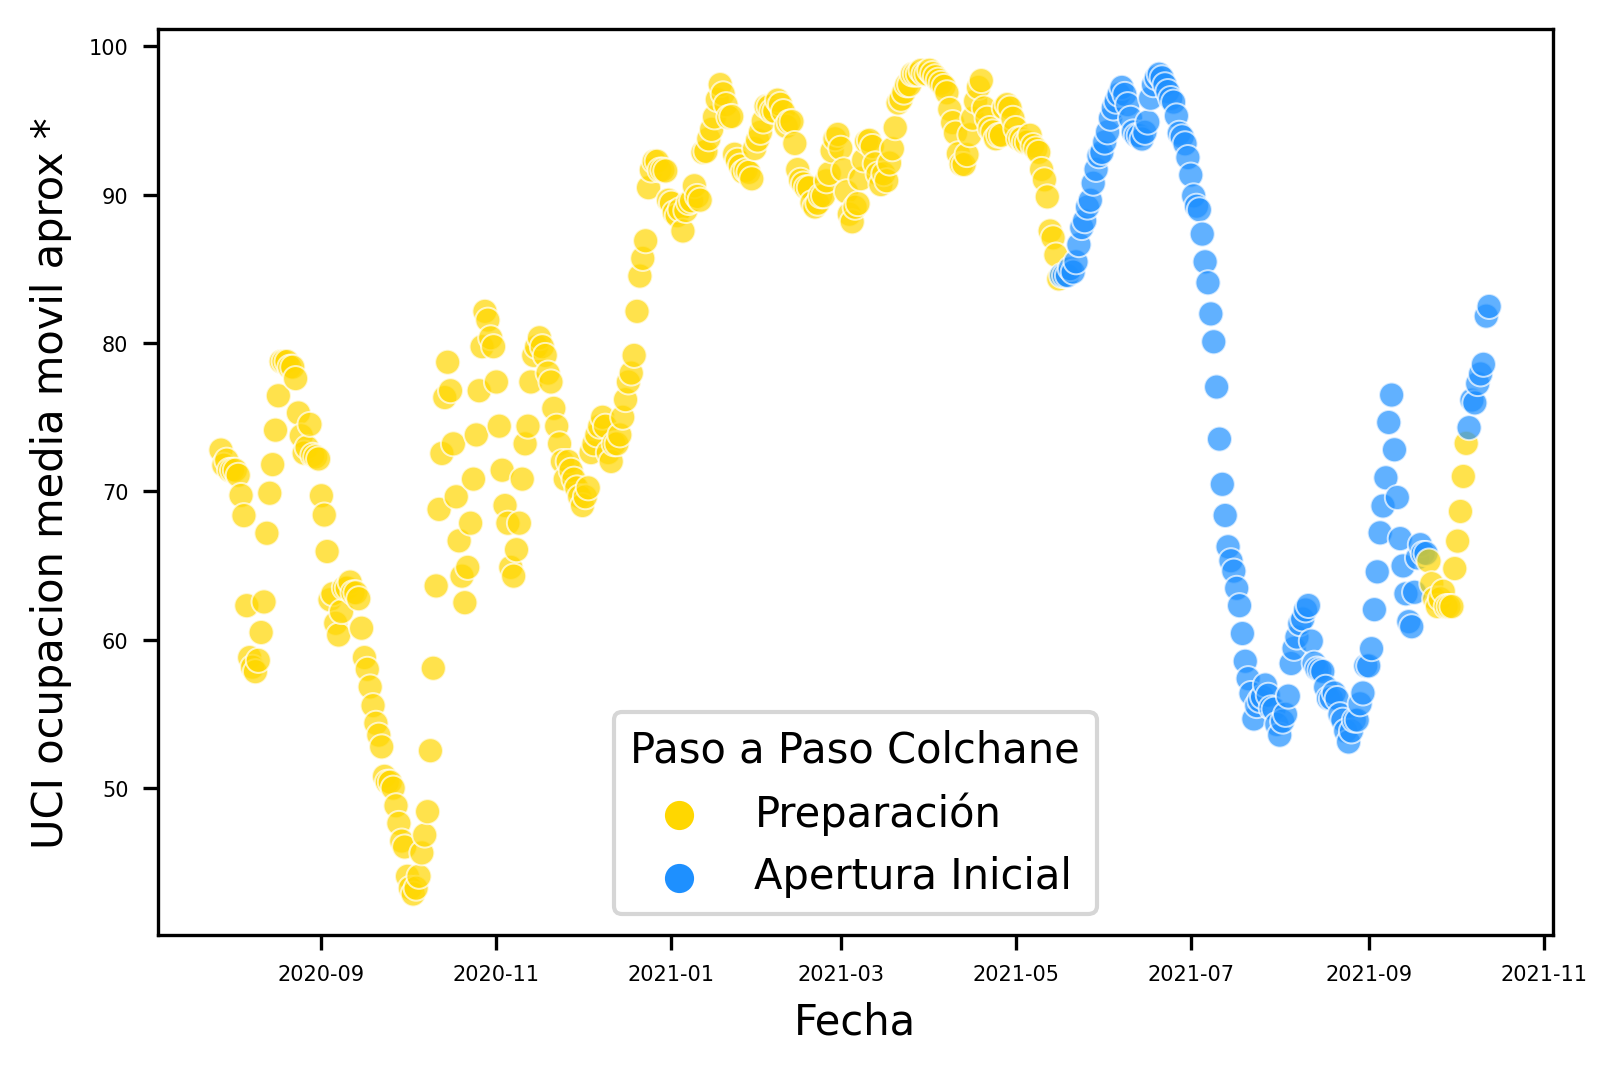 UCI ocupacion media movil aprox *
100
90
80
70
60
50
Paso a Paso Colchane
Preparación
Apertura Inicial
2020-09 2020-11 2021-01 2021-03 2021-05 2021-07 2021-09 2021-11
Fecha